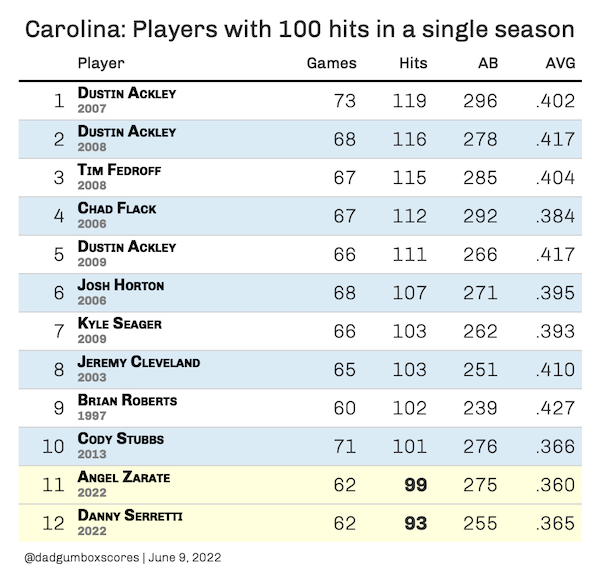 Carolina: Players with 100 hits in a single season
Player Games Hits AB AVG
1 Dustin Ackley 73 119 296 .402
2007
2 Dustin Ackley 68 116 278 .417
2008
3 Tim Fedroff 67 115 285 .404
2008
4 Chad Flack 67 112 292 .384
2006
5 Dustin Ackley 66 111 266 .417
2009
6 Josh Horton 68 107 271 .395
2006
7 Kyle Seager 66 103 262 .393
2009
8 Jeremy Cleveland 65 103 251 .410
2003
9 Brian Roberts 60 102 239 .427
1997
10 Cody Stubbs 71 101 276 .366
2013
11 Angel Zarate 62 99 275 .360
2022
12 Danny Serretti 62 93 255 .365
2022
@dadgumboxscores | June 9, 2022